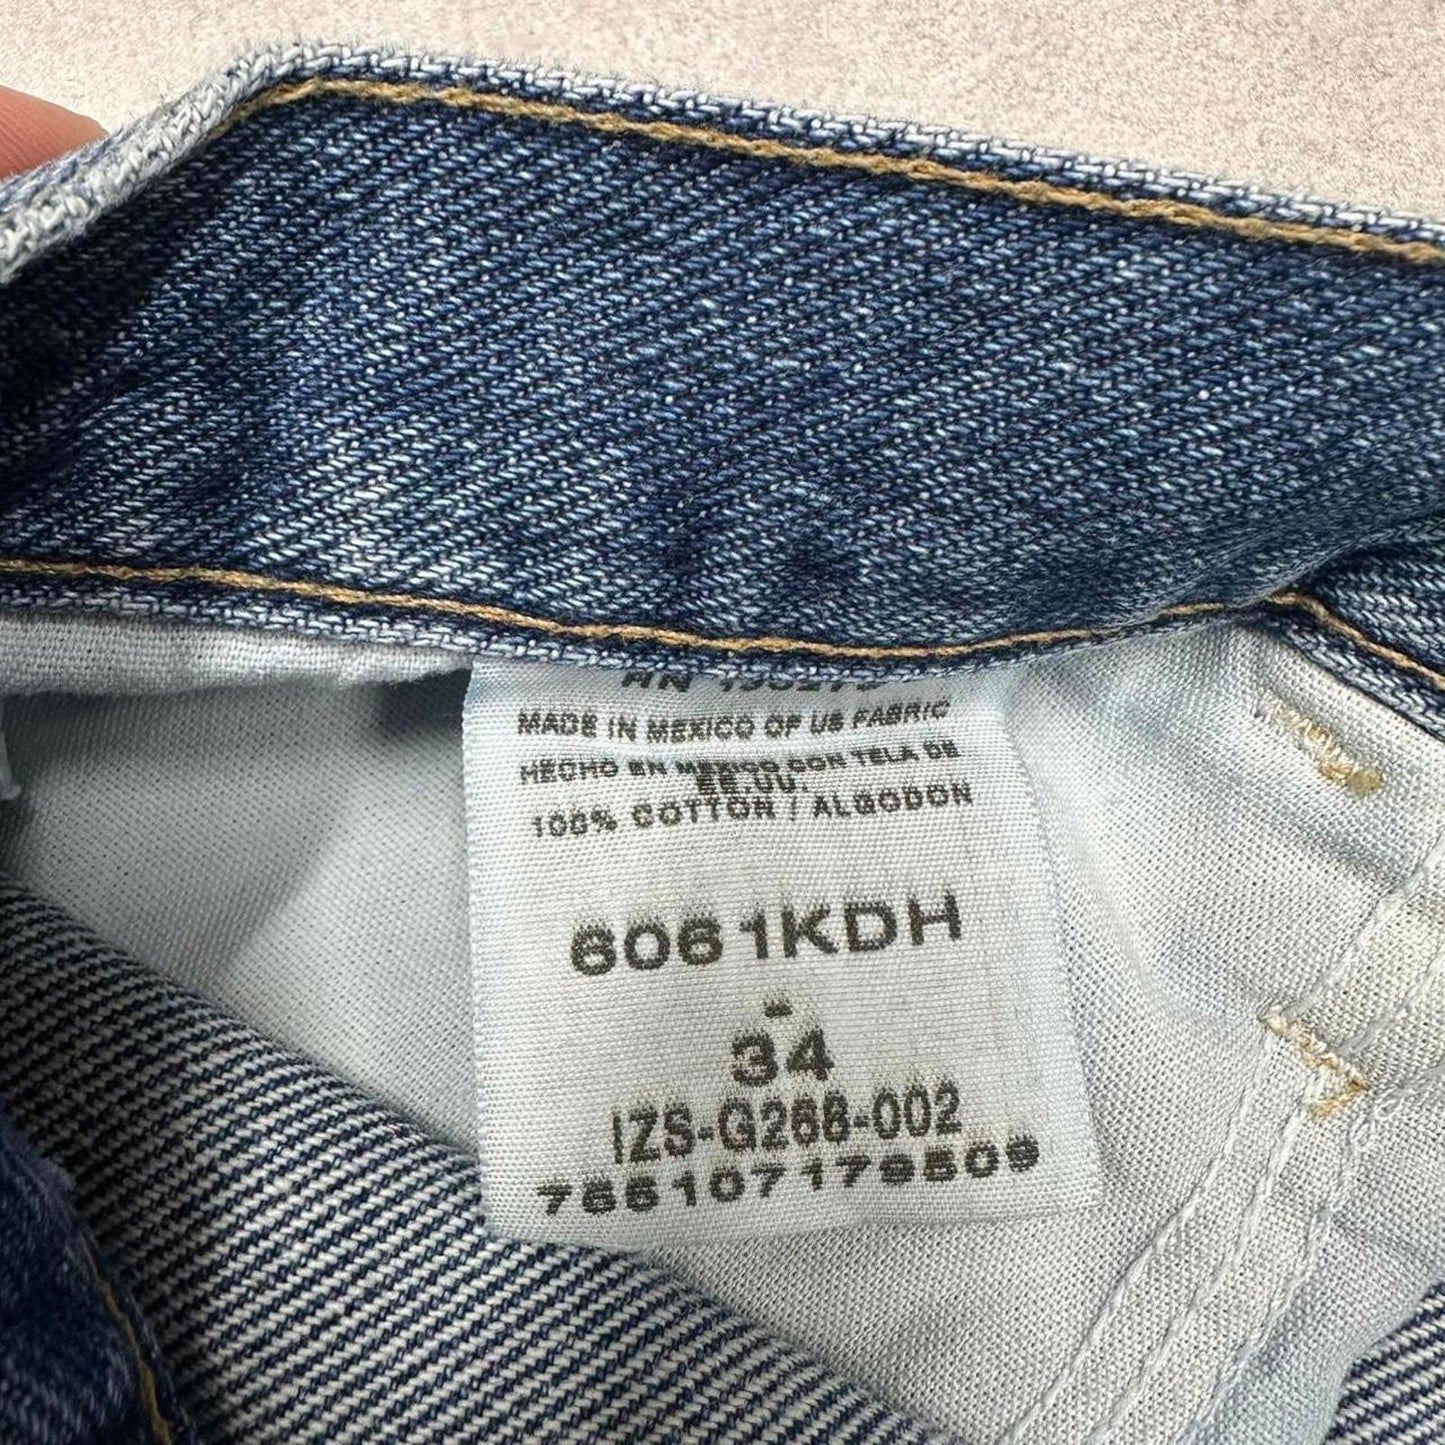 RN
MADE IN MEXICO OF US FABRIC
HECHO EN MEXICO CON TELA DE
EE.UU.
100% COTTON / ALGODON
6061KDH
-
34
IZS-G268-002